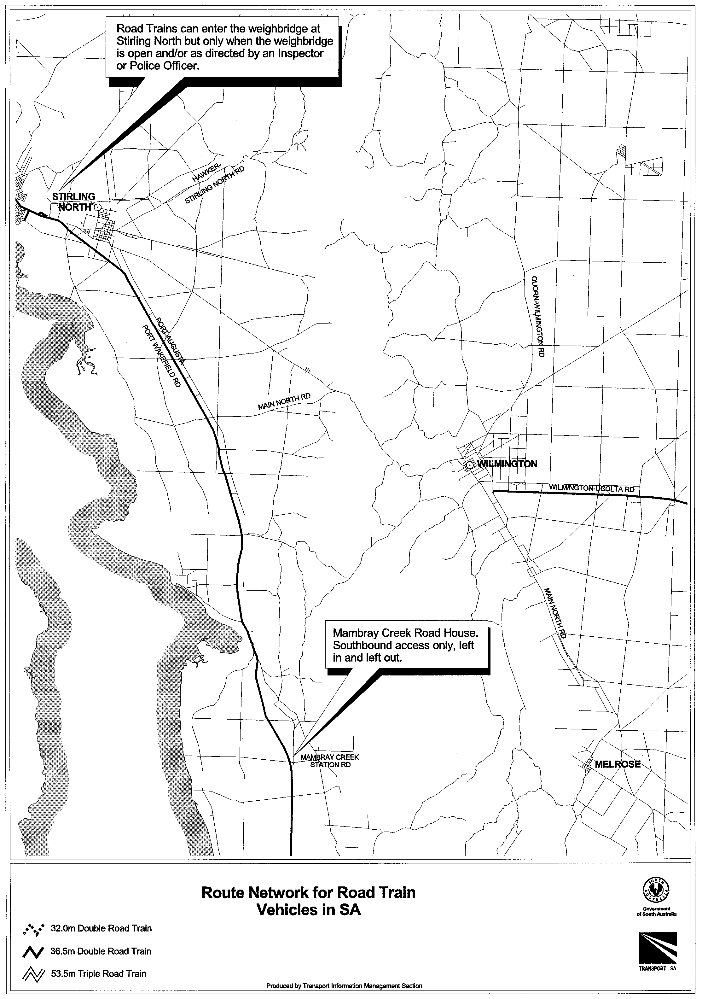 Road Trains can enter the weighbridge at
Stirling North but only when the weighbridge
is open and/or as directed by an Inspector
or Police Officer.
HAWKER-
STIRLING NORTH RD
STIRLING
NORTH
QUORN-WILMINGTON RD
PORT AUGUSTA
PORT WAKEFIELD RD
MAIN NORTH RD
WILMINGTON
WILMINGTON-UCOLTA RD
MAIN NORTH RD
Mambray Creek Road House.
Southbound access only, left
in and left out.
MAMBRAY CREEK
STATION RD
MELROSE
Route Network for Road Train
Vehicles in SA
32.0m Double Road Train
36.5m Double Road Train
53.5m Triple Road Train
SOUTH
AUSTRALIA
Government
of South Australia
TRANSPORT SA
Produced by Transport Information Management Section